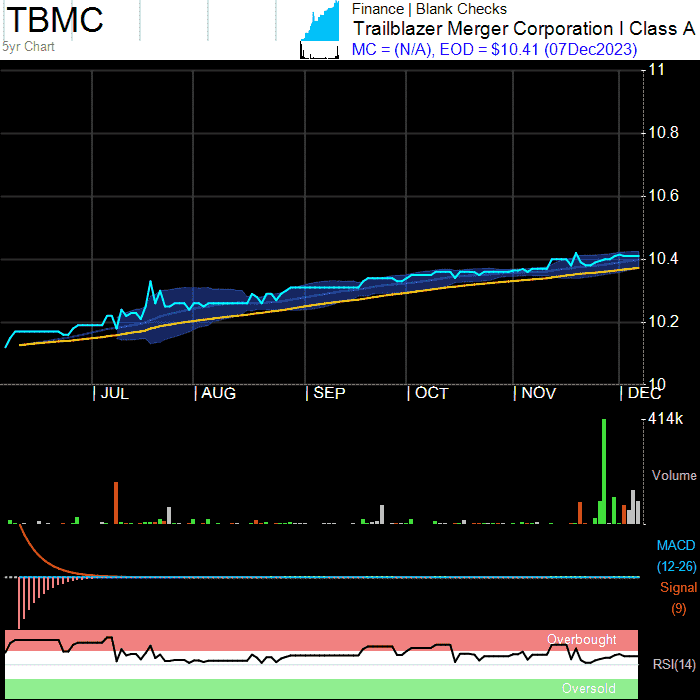 TBMC
5yr Chart
Finance | Blank Checks
Trailblazer Merger Corporation I Class A
MC = (N/A), EOD = $10.41 (07Dec2023)
11
10.8
10.6
10.4
10.2
10
JUL AUG SEP OCT NOV DEC
414k
Volume
MACD
(12-26)
Signal
(9)
Overbought
RSI(14)
Oversold